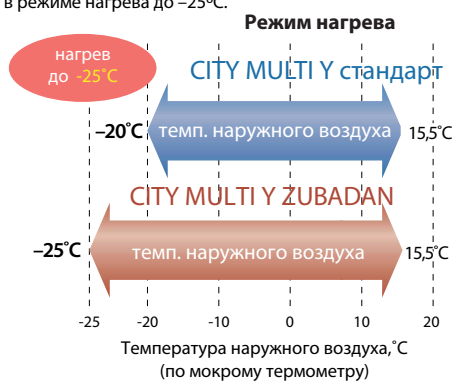 в режиме нагрева до –25°С.
Режим нагрева
нагрев
до -25˚C
CITY MULTI Y стандарт
–20˚C темп. наружного воздуха 15,5˚C
CITY MULTI Y ZUBADAN
–25˚C темп. наружного воздуха 15,5˚C
-25 -20 -10 0 10 20
Температура наружного воздуха,˚C
(по мокрому термометру)